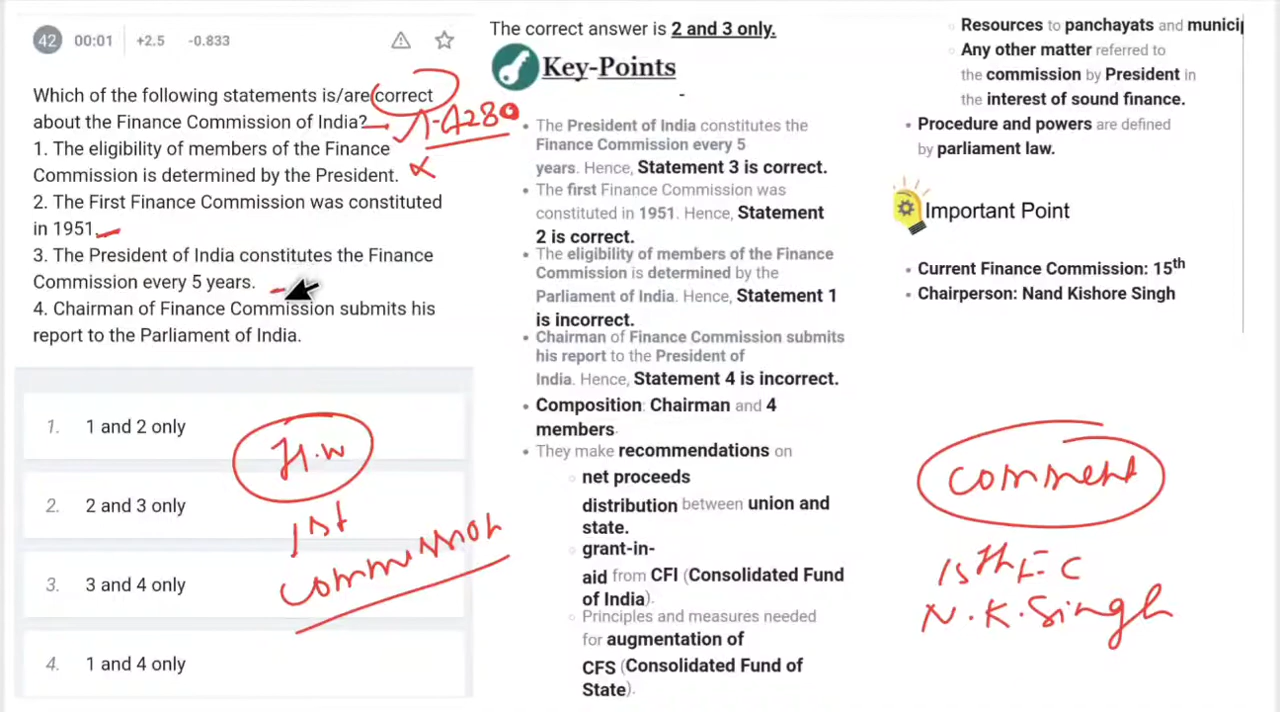 42 00:01 +2.5 -0.833
Which of the following statements is/are correct
about the Finance Commission of India?
1. The eligibility of members of the Finance
Commission is determined by the President.
2. The First Finance Commission was constituted
in 1951.
3. The President of India constitutes the Finance
Commission every 5 years.
4. Chairman of Finance Commission submits his
report to the Parliament of India.
1. 1 and 2 only
2. 2 and 3 only
3. 3 and 4 only
4. 1 and 4 only
H.W
1st
commission
A-280
The correct answer is 2 and 3 only.
Key-Points
• The President of India constitutes the
Finance Commission every 5
years. Hence, Statement 3 is correct.
• The first Finance Commission was
constituted in 1951. Hence, Statement
2 is correct.
• The eligibility of members of the Finance
Commission is determined by the
Parliament of India. Hence, Statement 1
is incorrect.
• Chairman of Finance Commission submits
his report to the President of
India. Hence, Statement 4 is incorrect.
• Composition: Chairman and 4
members.
• They make recommendations on
○ net proceeds
distribution between union and
state.
○ grant-in-
aid from CFI (Consolidated Fund
of India).
○ Principles and measures needed
for augmentation of
CFS (Consolidated Fund of
State).
○ Resources to panchayats and municip
○ Any other matter referred to
the commission by President in
the interest of sound finance.
• Procedure and powers are defined
by parliament law.
Important Point
• Current Finance Commission: 15th
• Chairperson: Nand Kishore Singh
comment
15th F C
N.K.Singh